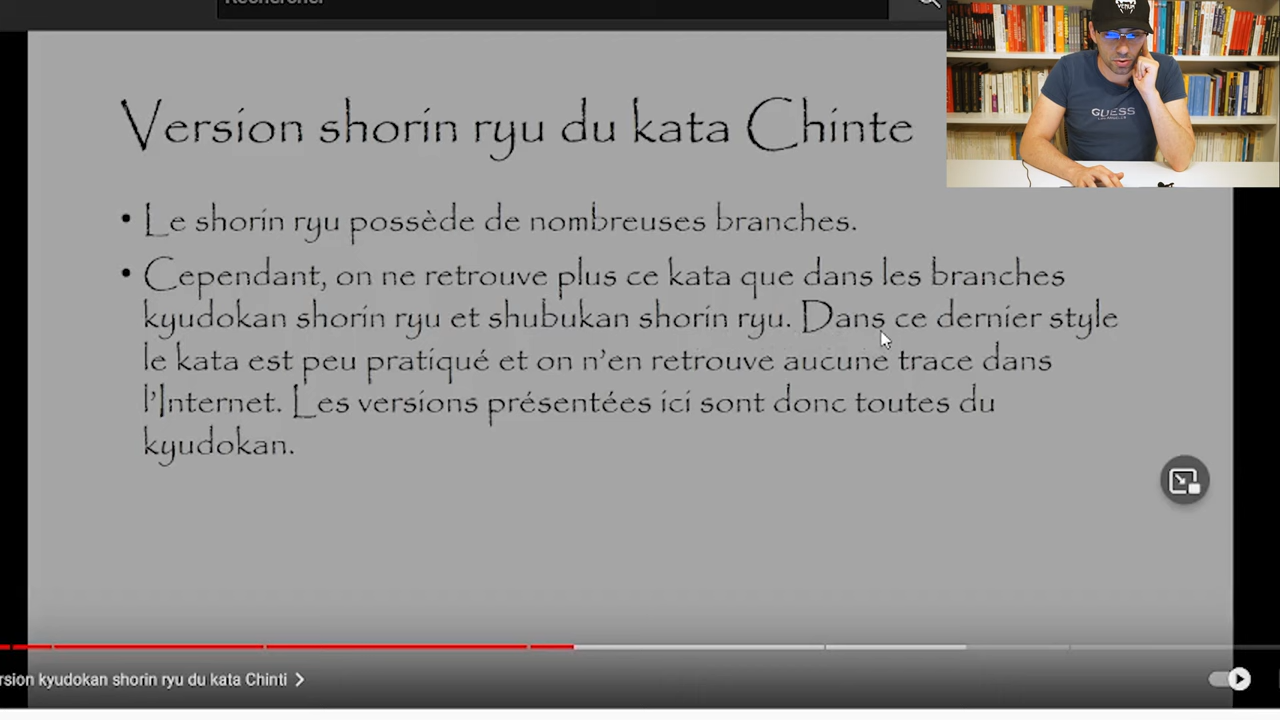 Rechercher
Version shorin ryu du kata Chinte
GUESS
• Le shorin ryu possède de nombreuses branches.
• Cependant, on ne retrouve plus ce kata que dans les branches
kyudokan shorin ryu et shubukan shorin ryu. Dans ce dernier style
le kata est peu pratiqué et on n'en retrouve aucune trace dans
l'Internet. Les versions présentées ici sont donc toutes du
kyudokan.
rsion kyudokan shorin ryu du kata Chinti >